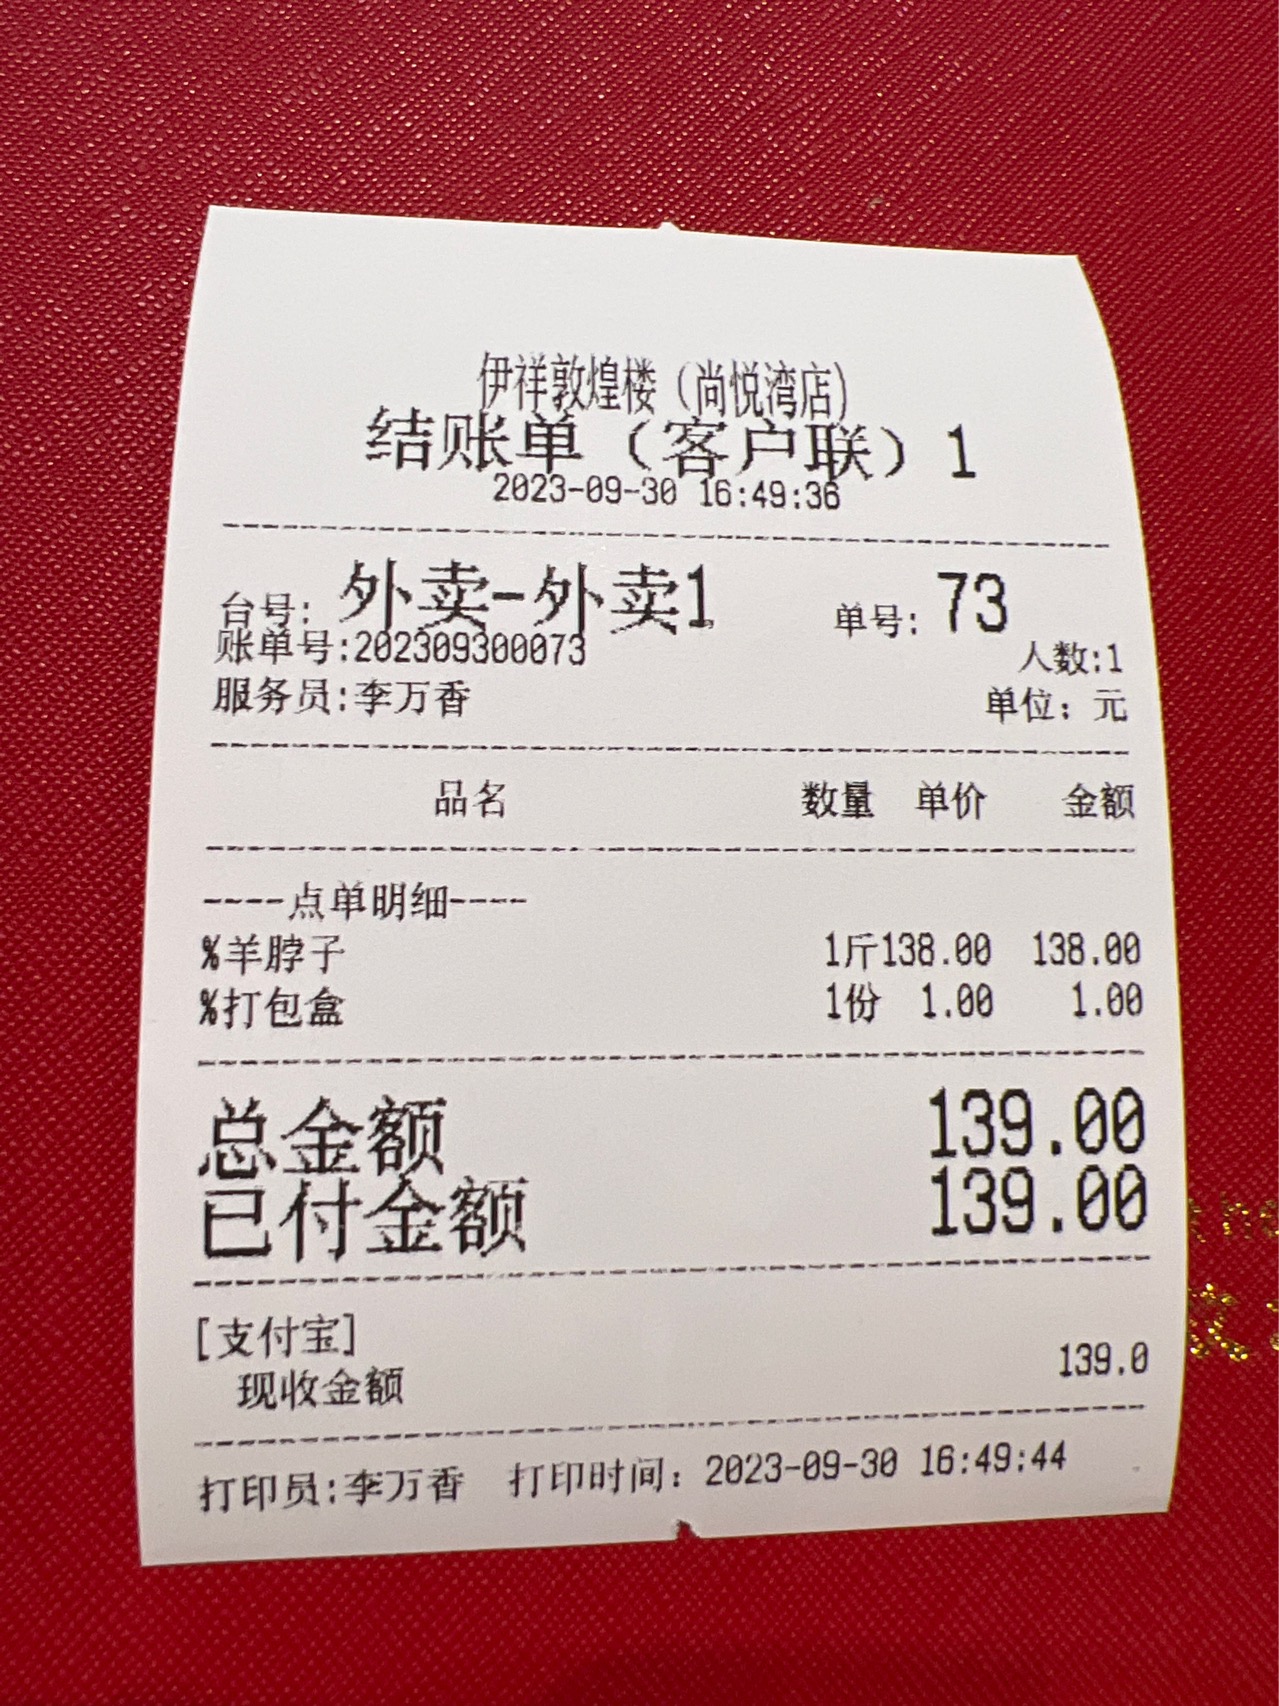 伊祥敦煌楼（尚悦湾店）
结账单（客户联）1
2023-09-30 16:49:36
台号: 外卖-外卖1 单号: 73
账单号:202309300073 人数:1
服务员:李万香 单位：元
品名 数量 单价 金额
----点单明细----
%羊脖子 1斤138.00 138.00
%打包盒 1份 1.00 1.00
总金额 139.00
已付金额 139.00
[支付宝]
现收金额 139.0
打印员:李万香 打印时间：2023-09-30 16:49:44